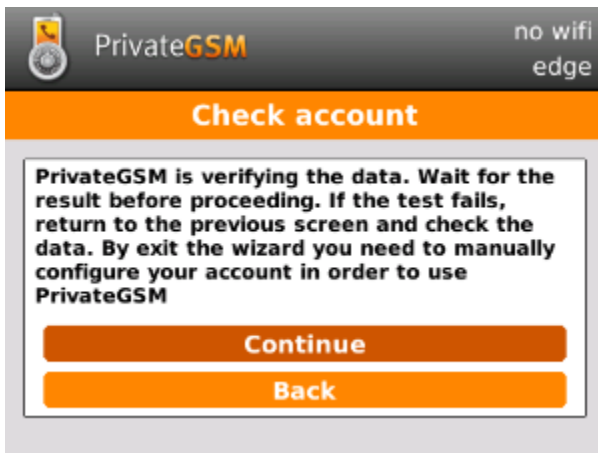 PrivateGSM
no wifi
edge
Check account
PrivateGSM is verifying the data. Wait for the
result before proceeding. If the test fails,
return to the previous screen and check the
data. By exit the wizard you need to manually
configure your account in order to use
PrivateGSM
Continue
Back